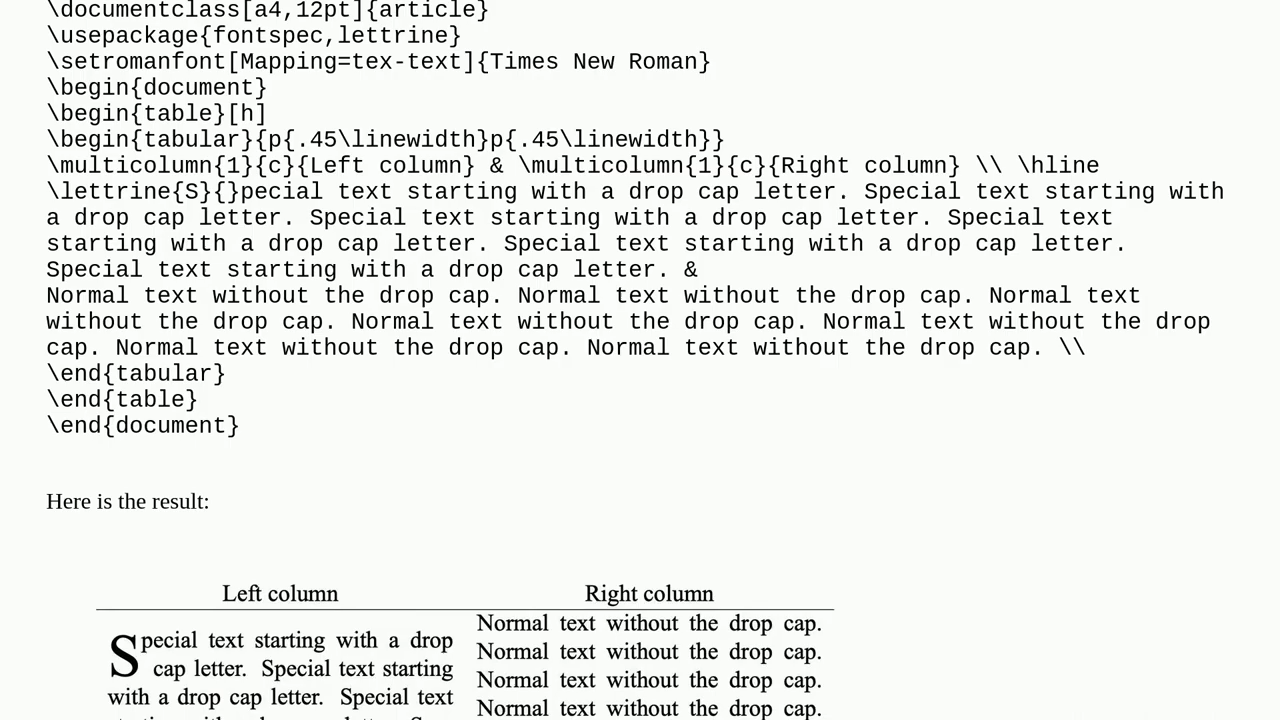 \documentclass[a4,12pt]{article}
\usepackage{fontspec,lettrine}
\setromanfont[Mapping=tex-text]{Times New Roman}
\begin{document}
\begin{table}[h]
\begin{tabular}{p{.45\linewidth}p{.45\linewidth}}
\multicolumn{1}{c}{Left column} & \multicolumn{1}{c}{Right column} \\ \hline
\lettrine{S}{}pecial text starting with a drop cap letter. Special text starting with
a drop cap letter. Special text starting with a drop cap letter. Special text
starting with a drop cap letter. Special text starting with a drop cap letter.
Special text starting with a drop cap letter. &
Normal text without the drop cap. Normal text without the drop cap. Normal text
without the drop cap. Normal text without the drop cap. Normal text without the drop
cap. Normal text without the drop cap. Normal text without the drop cap. \\
\end{tabular}
\end{table}
\end{document}
Here is the result:
Left column
Special text starting with a drop
cap letter. Special text starting
with a drop cap letter. Special text
Right column
Normal text without the drop cap.
Normal text without the drop cap.
Normal text without the drop cap.
Normal text without the drop cap.